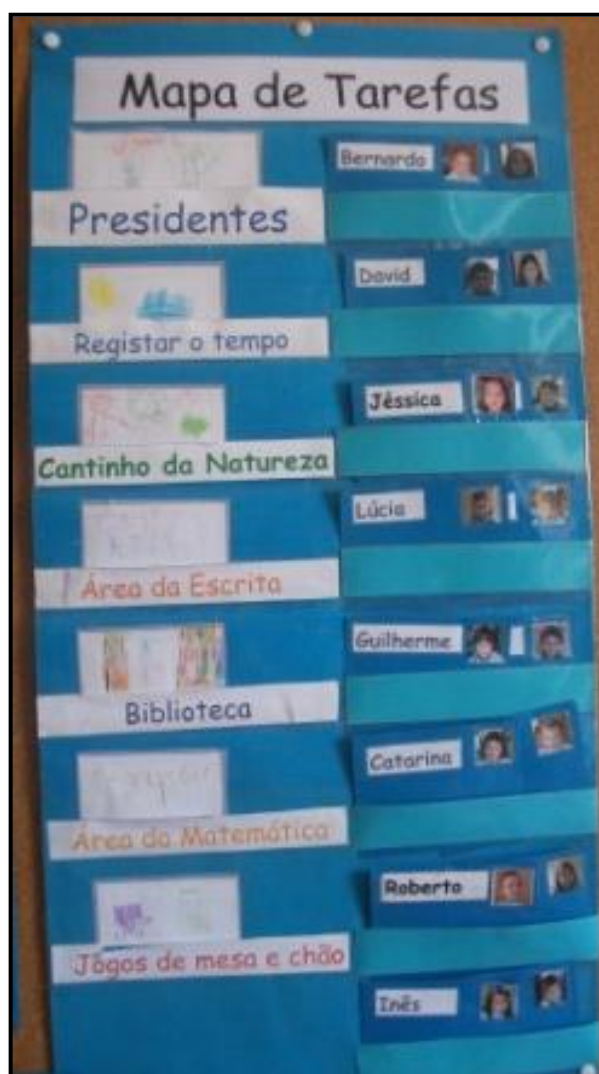 Mapa de Tarefas
Bernardo
Presidentes
David
Registar o tempo
Jéssica
Cantinho da Natureza
Lúcia
Área da Escrita
Guilherme
Biblioteca
Catarina
Área da Matemática
Roberto
Jogos de mesa e chão
Inês